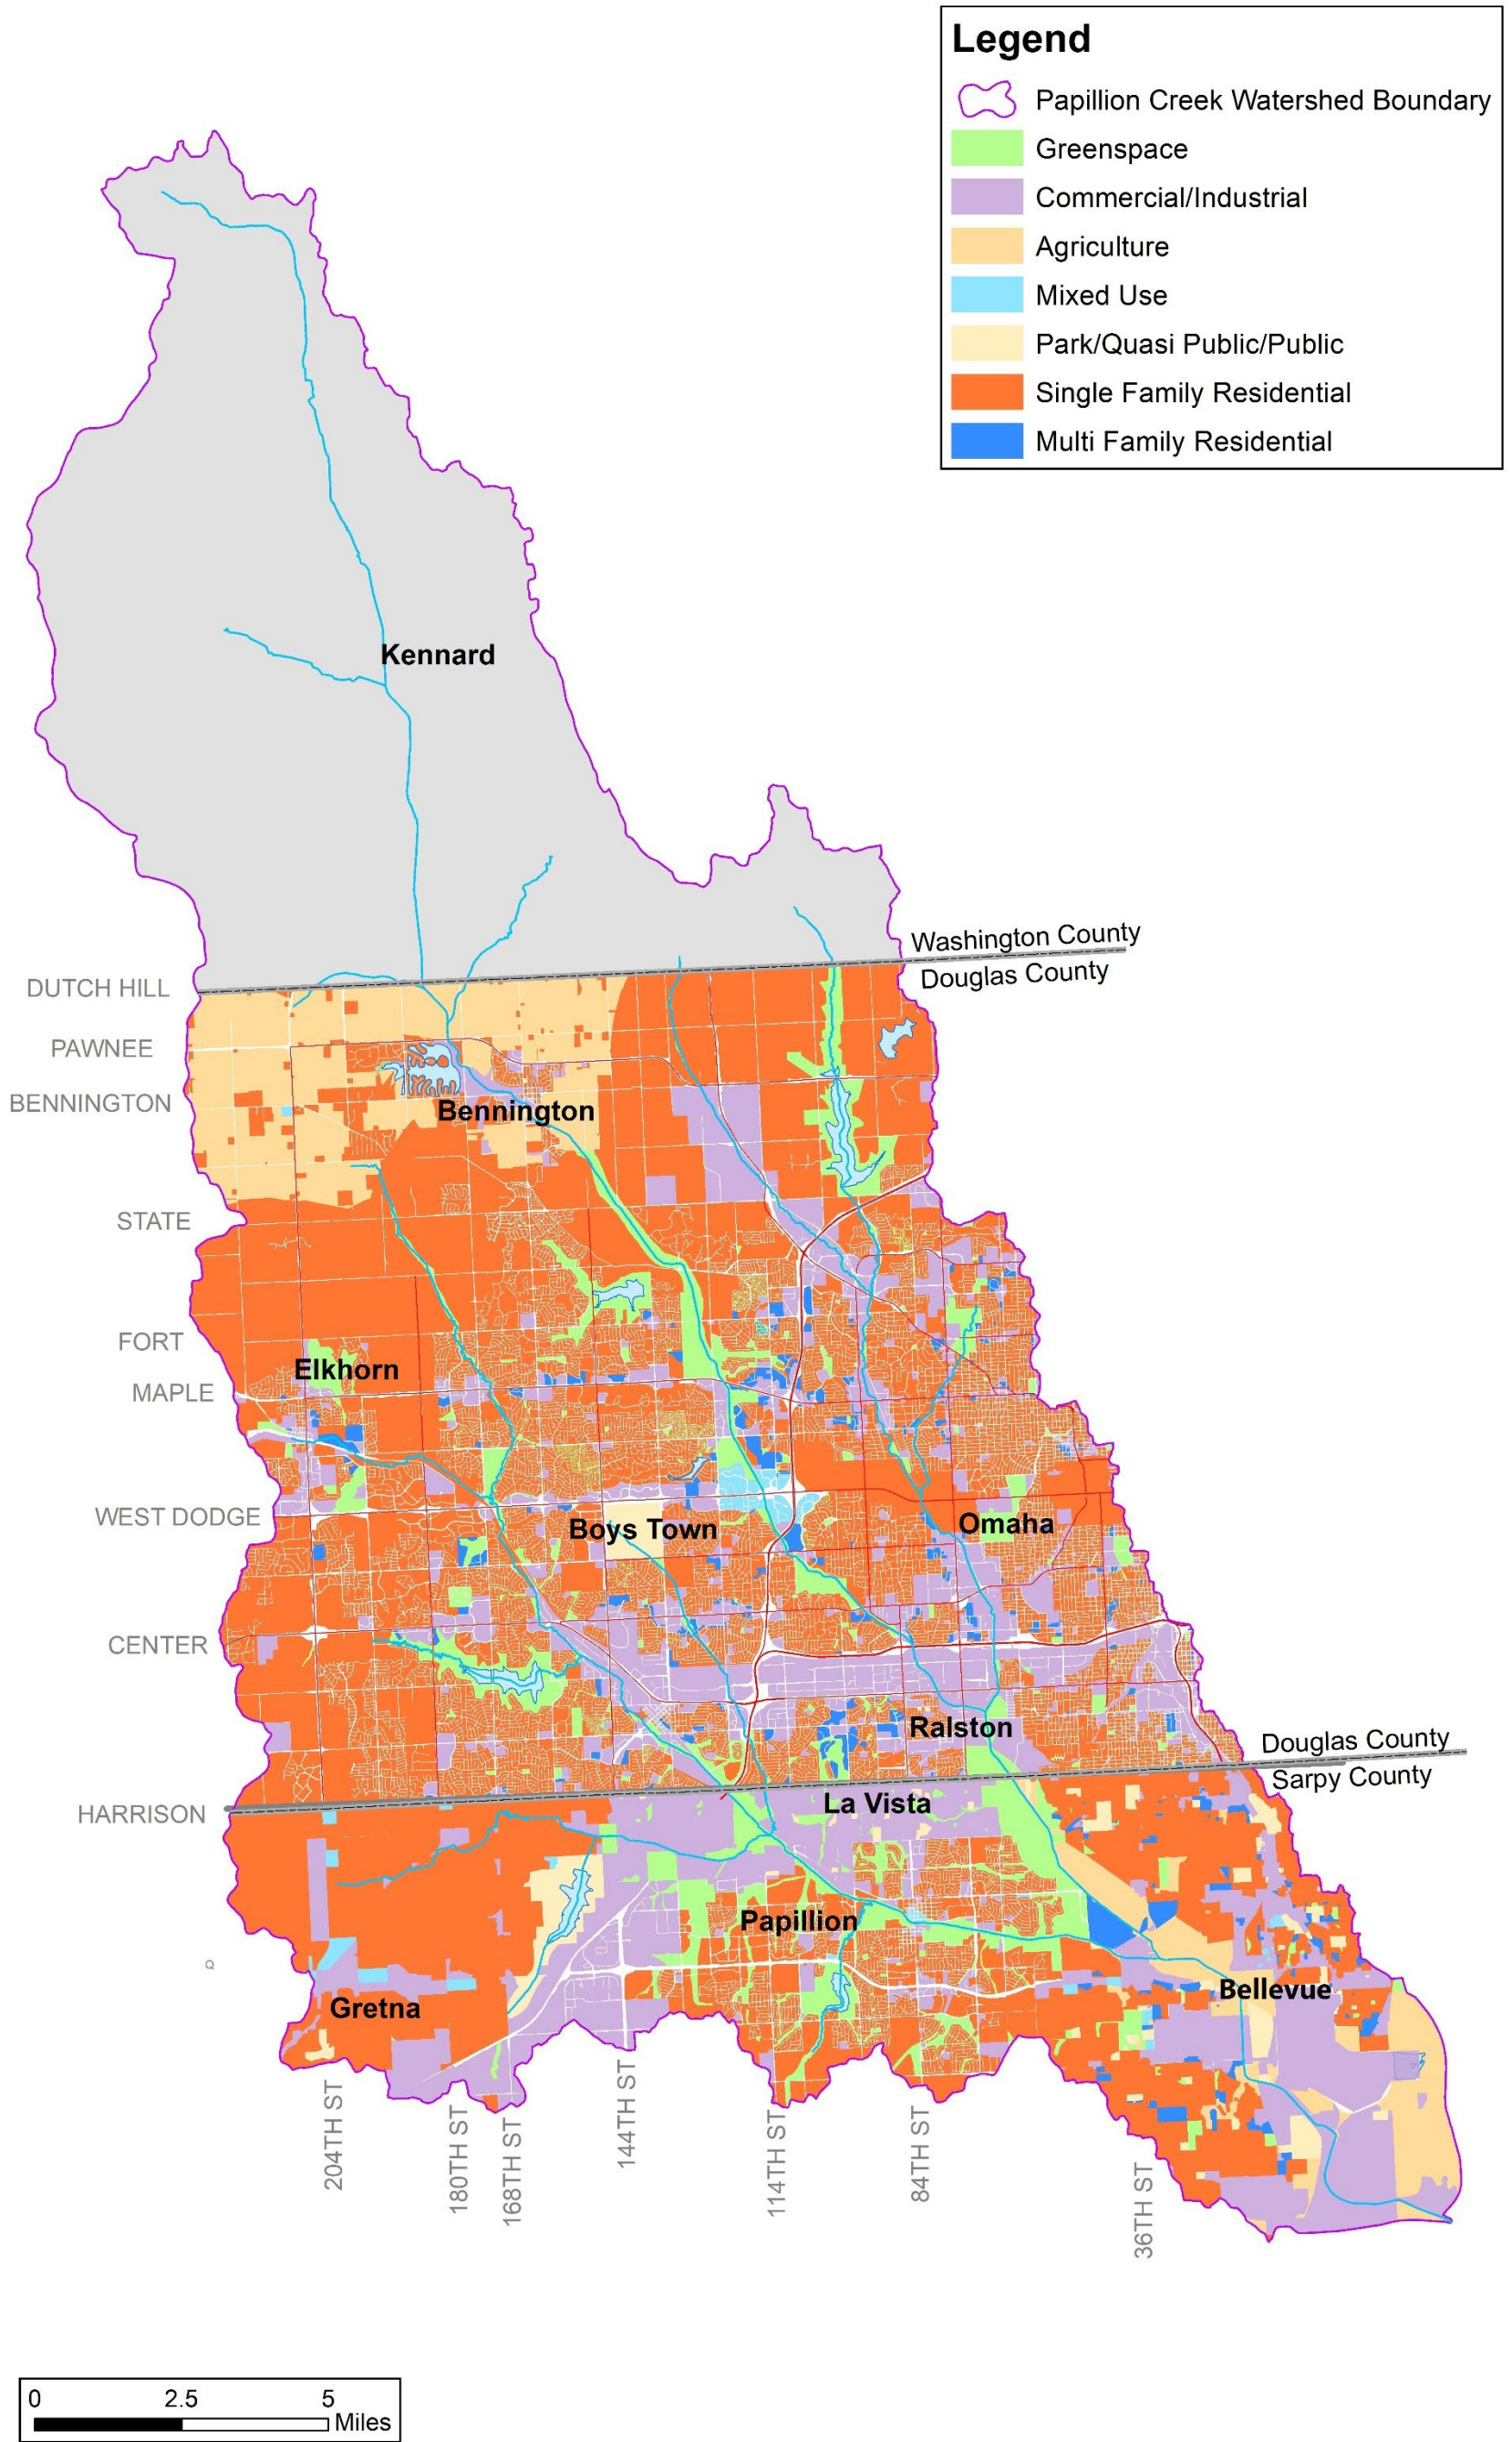 Legend
Papillion Creek Watershed Boundary
Greenspace
Commercial/Industrial
Agriculture
Mixed Use
Park/Quasi Public/Public
Single Family Residential
Multi Family Residential
Kennard
Washington County
Douglas County
DUTCH HILL
PAWNEE
BENNINGTON
Bennington
STATE
FORT
Elkhorn
MAPLE
WEST DODGE
Boys Town
Omaha
CENTER
Ralston
Douglas County
Sarpy County
HARRISON
La Vista
Papillion
Bellevue
Gretna
204TH ST
180TH ST
168TH ST
144TH ST
114TH ST
84TH ST
36TH ST
0 2.5 5
Miles